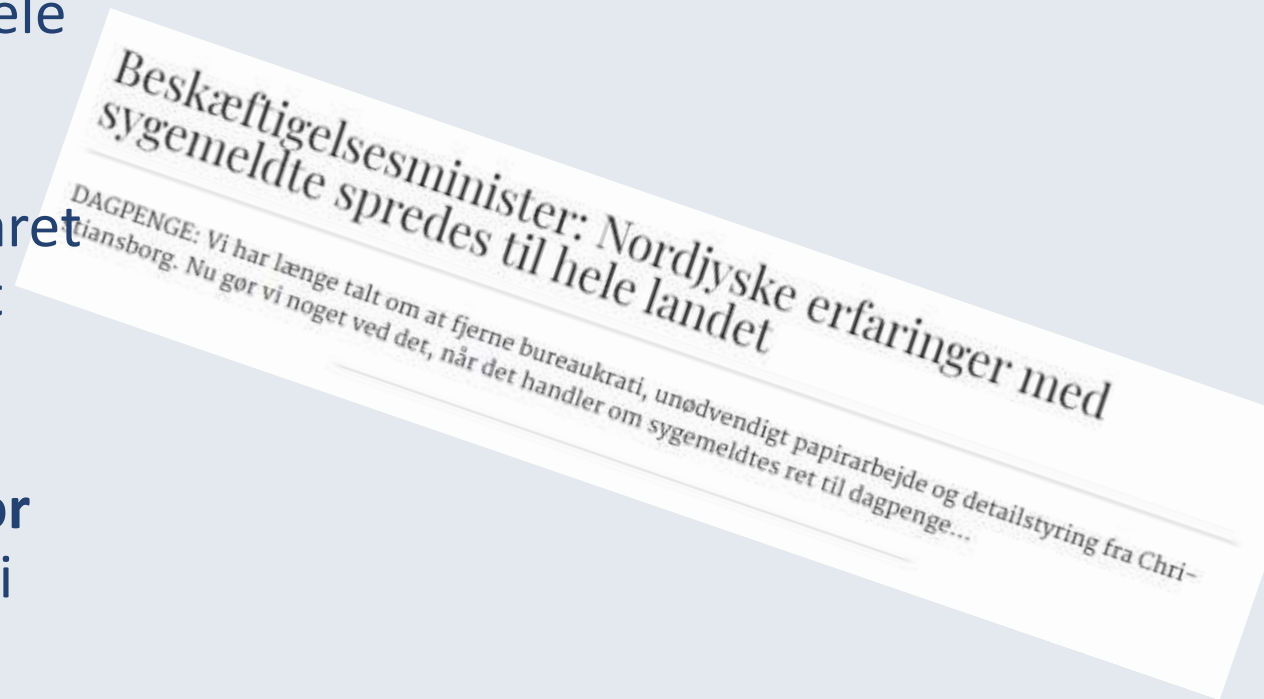 ele
Beskæftigelsesminister: Nordjyske erfaringer med
sygemeldte spredes til hele landet
DAGPENGE: Vi har længe talt om at fjerne bureaukrati, unødvendigt papirarbejde og detailstyring fra Chri-
stiansborg. Nu gør vi noget ved det, når det handler om sygemeldtes ret til dagpenge...
aret
t
or
i